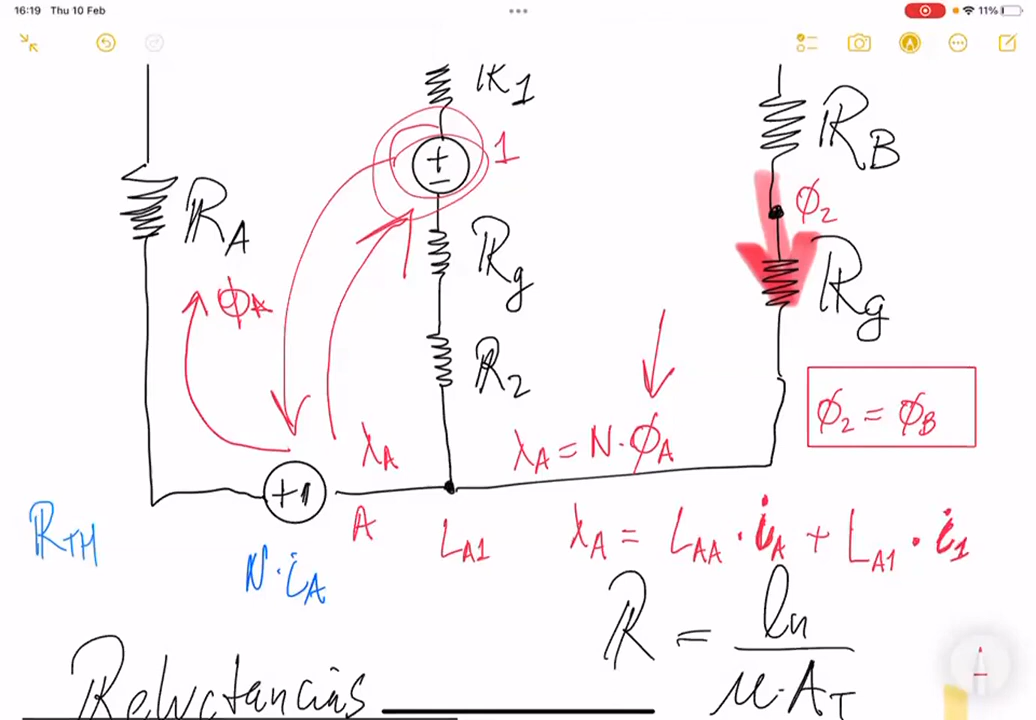 16:19 Thu 10 Feb
11%
ℝ1
+
−
1
ℝA
ℝB
ϕ2
ϕA
ℝg
ℝg
ℝ2
ϕ2 = ϕB
λA
λA = N·ϕA
+1
A
LA1
λA = LAA · iA + LA1 · i1
ℝTH
N·iA
ℝ = ln / μ·AT
Reluctancias